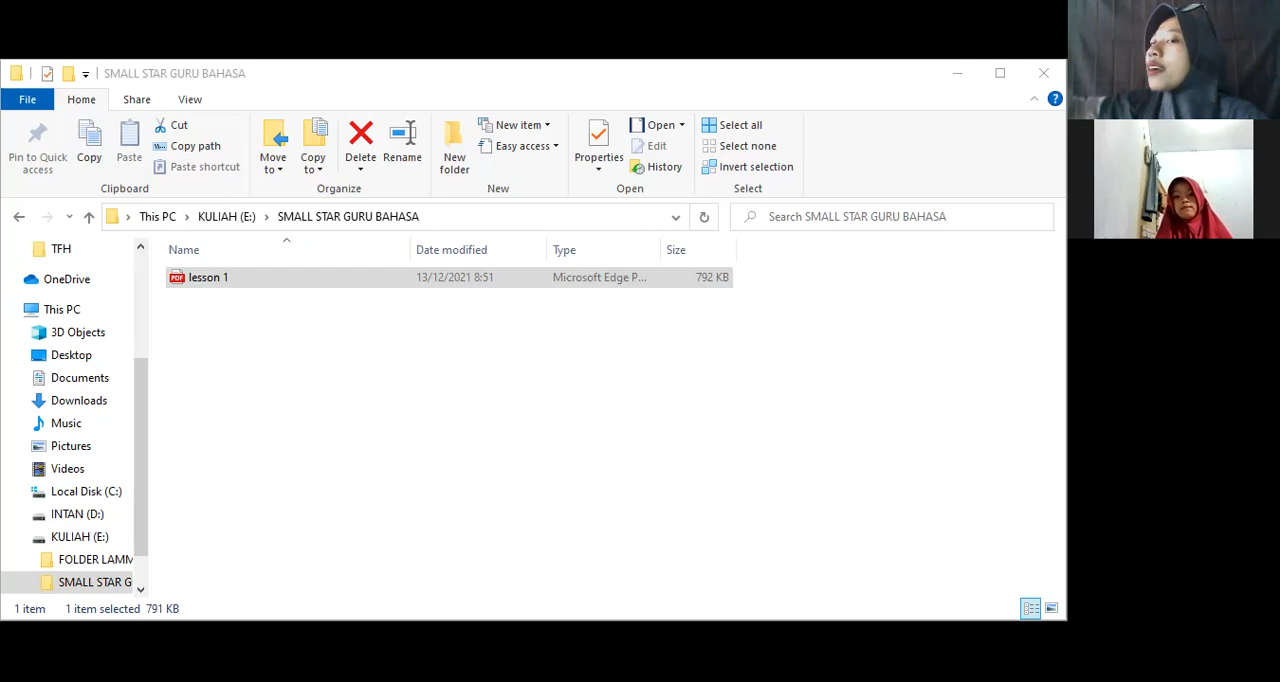 SMALL STAR GURU BAHASA
File Home Share View
Pin to Quick access
Copy
Paste
Cut
Copy path
Paste shortcut
Clipboard
Move to
Copy to
Delete
Rename
Organize
New folder
New item
Easy access
New
Properties
Open
Edit
History
Open
Select all
Select none
Invert selection
Select
This PC KULIAH (E:) SMALL STAR GURU BAHASA
Search SMALL STAR GURU BAHASA
Name Date modified Type Size
PDF lesson 1 13/12/2021 8:51 Microsoft Edge P... 792 KB
TFH
OneDrive
This PC
3D Objects
Desktop
Documents
Downloads
Music
Pictures
Videos
Local Disk (C:)
INTAN (D:)
KULIAH (E:)
FOLDER LAMM
SMALL STAR G
1 item 1 item selected 791 KB